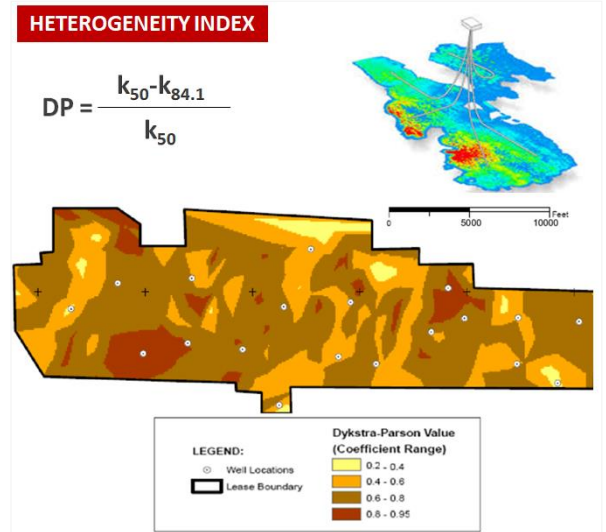 HETEROGENEITY INDEX
DP = k50-k84.1
k50
Feet
0 5000 10000
LEGEND:
Well Locations
Lease Boundary
Dykstra-Parson Value
(Coefficient Range)
0.2 - 0.4
0.4 - 0.6
0.6 - 0.8
0.8 - 0.95